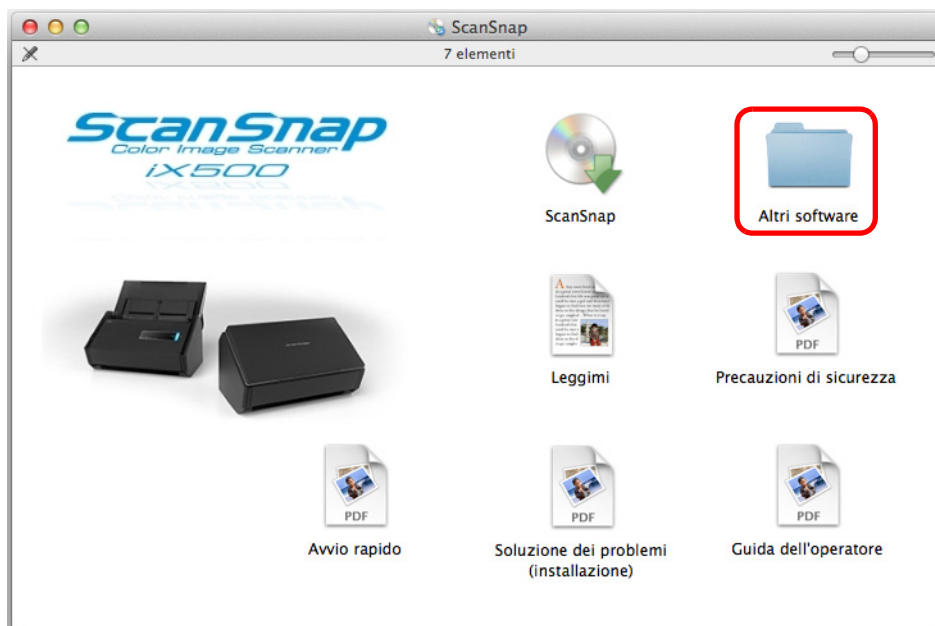 ScanSnap
7 elementi
ScanSnap
Color Image Scanner
iX500
ScanSnap
Altri software
Leggimi
PDF
Precauzioni di sicurezza
PDF
PDF
PDF
Avvio rapido
Soluzione dei problemi
(installazione)
Guida dell'operatore